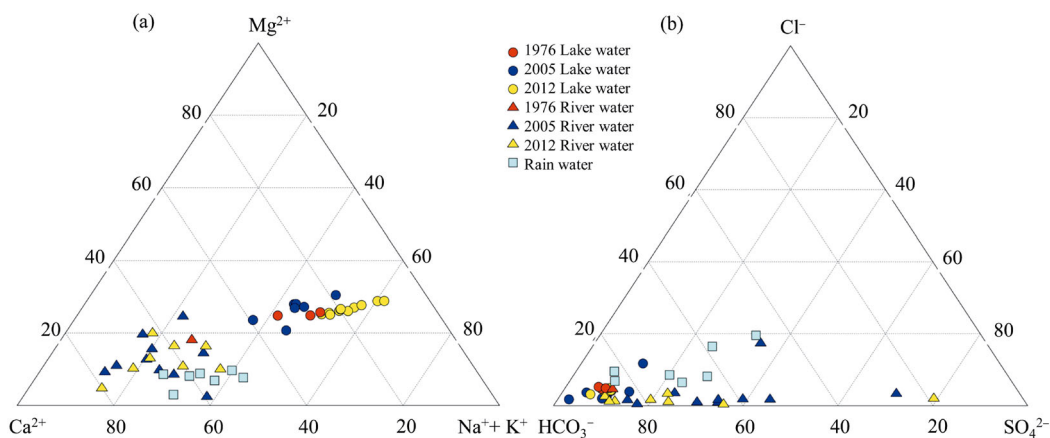 (a)
Mg²⁺
80
20
60
40
40
60
20
80
Ca²⁺
80
60
40
20
Na⁺+ K⁺
1976 Lake water
2005 Lake water
2012 Lake water
1976 River water
2005 River water
2012 River water
Rain water
(b)
Cl⁻
80
20
60
40
40
60
20
80
HCO₃⁻
80
60
40
20
SO₄²⁻